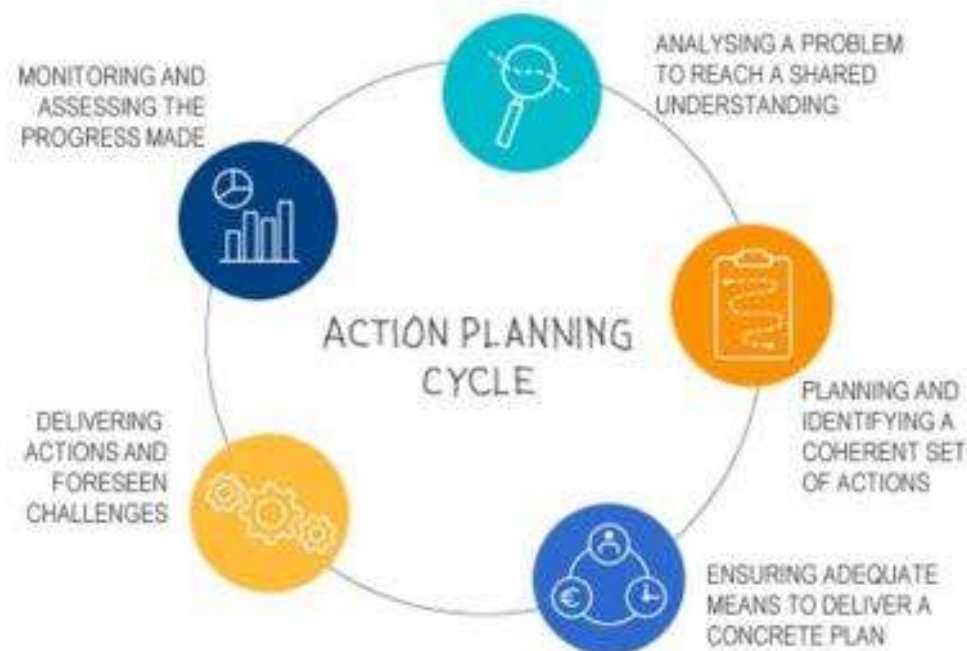 ANALYSING A PROBLEM
TO REACH A SHARED
UNDERSTANDING
PLANNING AND
IDENTIFYING A
COHERENT SET
OF ACTIONS
ENSURING ADEQUATE
MEANS TO DELIVER A
CONCRETE PLAN
DELIVERING
ACTIONS AND
FORESEEN
CHALLENGES
MONITORING AND
ASSESSING THE
PROGRESS MADE
ACTION PLANNING
CYCLE
€